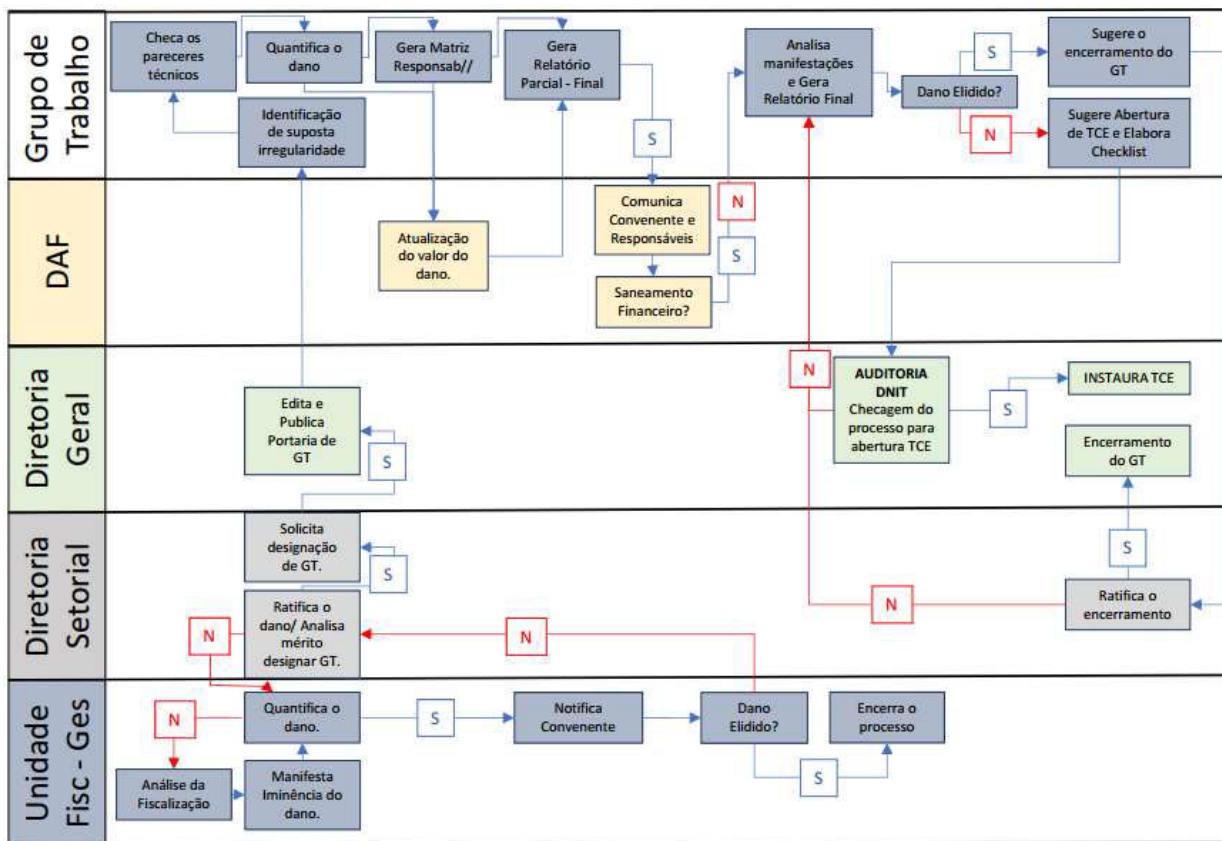 Grupo de
Trabalho
Checa os
pareceres
técnicos
Quantifica o
dano
Gera Matriz
Responsab//
Gera
Relatório
Parcial - Final
Identificação
de suposta
irregularidade
S
Analisa
manifestações
e Gera
Relatório Final
Dano Elidido?
S
N
Sugere o
encerramento do
GT
Sugere Abertura
de TCE e Elabora
Checklist
DAF
Atualização
do valor do
dano.
Comunica
Convenente e
Responsáveis
Saneamento
Financeiro?
N
S
Diretoria
Geral
Edita e
Publica
Portaria de
GT
S
N
AUDITORIA
DNIT
Checagem do
processo para
abertura TCE
S
INSTAURA TCE
Encerramento
do GT
Diretoria
Setorial
Solicita
designação
de GT.
S
Ratifica o
dano/ Analisa
mérito
designar GT.
N
N
N
S
Ratifica o
encerramento
Unidade
Fisc - Ges
N
Quantifica o
dano.
S
Notifica
Convenente
Dano
Elidido?
S
Encerra o
processo
Análise da
Fiscalização
Manifesta
Iminência do
dano.